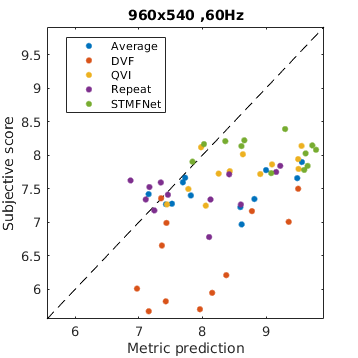 960x540 ,60Hz
Average
DVF
QVI
Repeat
STMFNet
Subjective score
9.5
9
8.5
8
7.5
7
6.5
6
6
7
8
9
Metric prediction